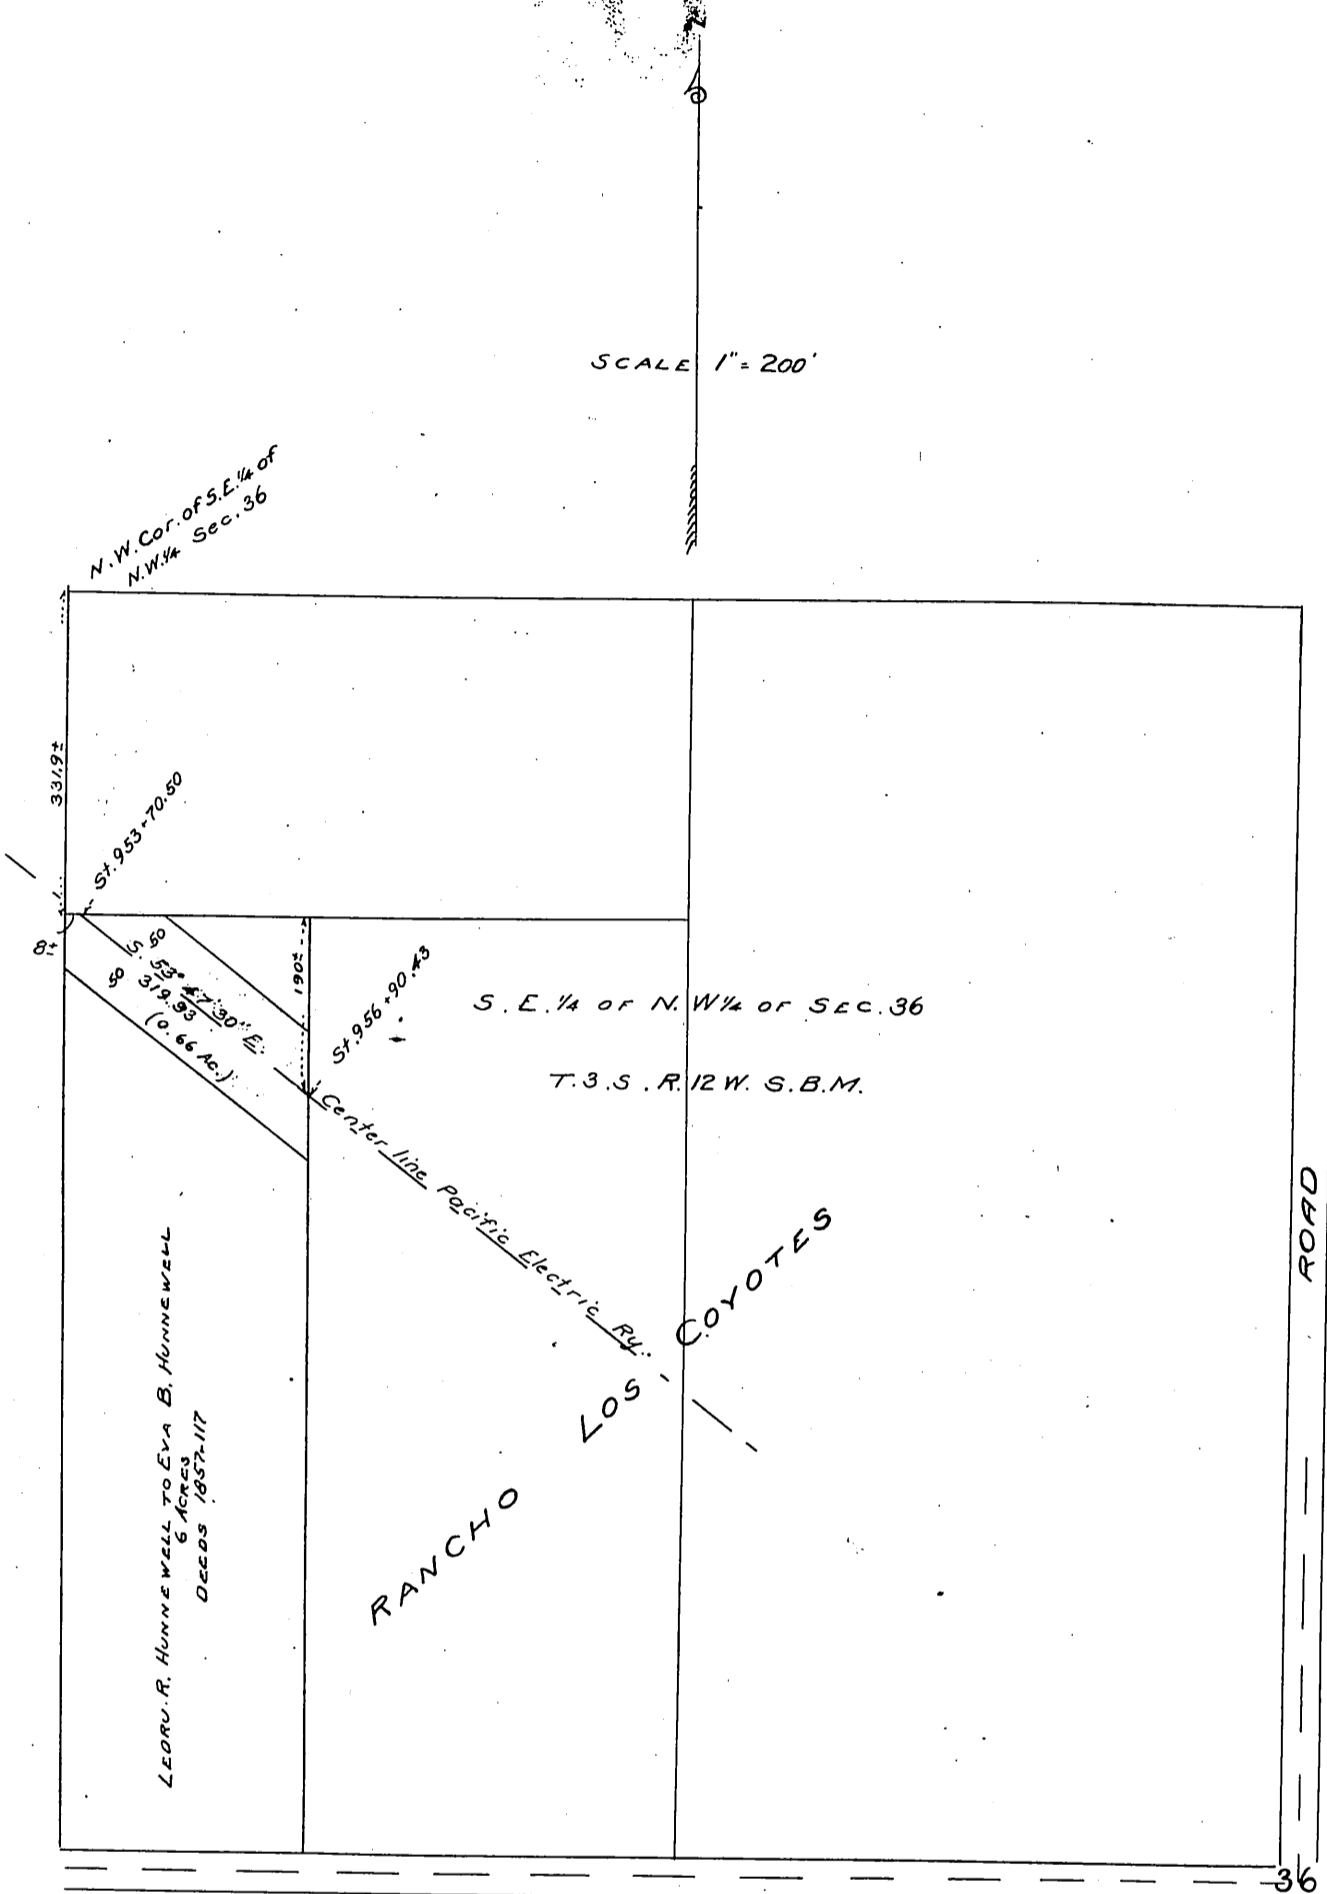 N
SCALE 1" = 200'
N.W. Cor. of S.E.¼ of
N.W.¼ Sec. 36
331.9±
St. 953+70.50
8±
50
50
S. 53° 47' 30" E.
319.93
(0.66 Ac.)
190±
St. 956+90.43
S.E. ¼ OF N.W ¼ OF SEC. 36
T.3.S. R.12 W. S.B.M.
Center line Pacific Electric Ry.
RANCHO LOS COYOTES
LEDRU. R. HUNNEWELL TO EVA B. HUNNEWELL
6 ACRES
DEEDS 1857-117
ROAD
36